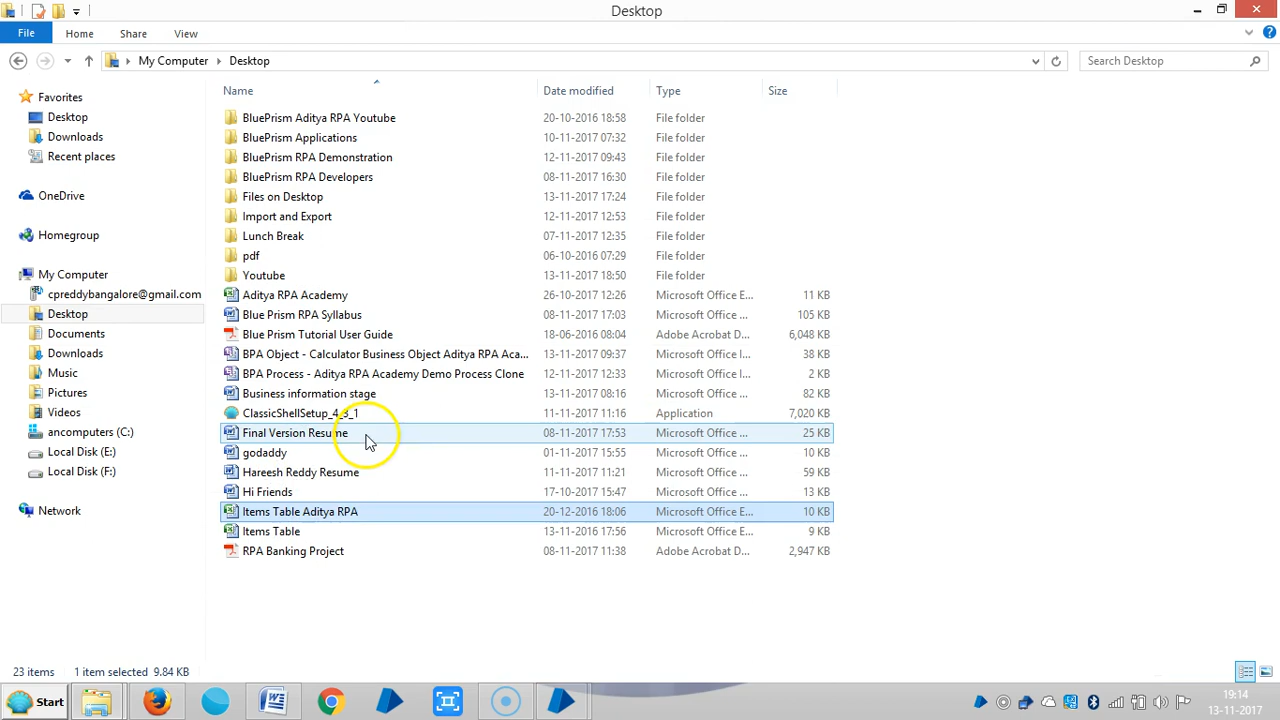 Desktop
File Home Share View
My Computer Desktop Search Desktop
Name Date modified Type Size
Favorites
Desktop
Downloads
Recent places
OneDrive
Homegroup
My Computer
cpreddybangalore@gmail.com
Desktop
Documents
Downloads
Music
Pictures
Videos
ancomputers (C:)
Local Disk (E:)
Local Disk (F:)
Network
BluePrism Aditya RPA Youtube 20-10-2016 18:58 File folder
BluePrism Applications 10-11-2017 07:32 File folder
BluePrism RPA Demonstration 12-11-2017 09:43 File folder
BluePrism RPA Developers 08-11-2017 16:30 File folder
Files on Desktop 13-11-2017 17:24 File folder
Import and Export 12-11-2017 12:53 File folder
Lunch Break 07-11-2017 12:35 File folder
pdf 06-10-2016 07:29 File folder
Youtube 13-11-2017 18:50 File folder
Aditya RPA Academy 26-10-2017 12:26 Microsoft Office E... 11 KB
Blue Prism RPA Syllabus 08-11-2017 17:03 Microsoft Office ... 105 KB
Blue Prism Tutorial User Guide 18-06-2016 08:04 Adobe Acrobat D... 6,048 KB
BPA Object - Calculator Business Object Aditya RPA Aca... 13-11-2017 09:37 Microsoft Office I... 38 KB
BPA Process - Aditya RPA Academy Demo Process Clone 12-11-2017 12:33 Microsoft Office I... 2 KB
Business information stage 13-11-2017 08:16 Microsoft Office ... 82 KB
ClassicShellSetup_4_3_1 11-11-2017 11:16 Application 7,020 KB
Final Version Resume 08-11-2017 17:53 Microsoft Office ... 25 KB
godaddy 01-11-2017 15:55 Microsoft Office ... 10 KB
Hareesh Reddy Resume 11-11-2017 11:21 Microsoft Office ... 59 KB
Hi Friends 17-10-2017 15:47 Microsoft Office ... 13 KB
Items Table Aditya RPA 20-12-2016 18:06 Microsoft Office E... 10 KB
Items Table 13-11-2017 17:56 Microsoft Office E... 9 KB
RPA Banking Project 08-11-2017 11:38 Adobe Acrobat D... 2,947 KB
23 items 1 item selected 9.84 KB
Start
19:14
13-11-2017